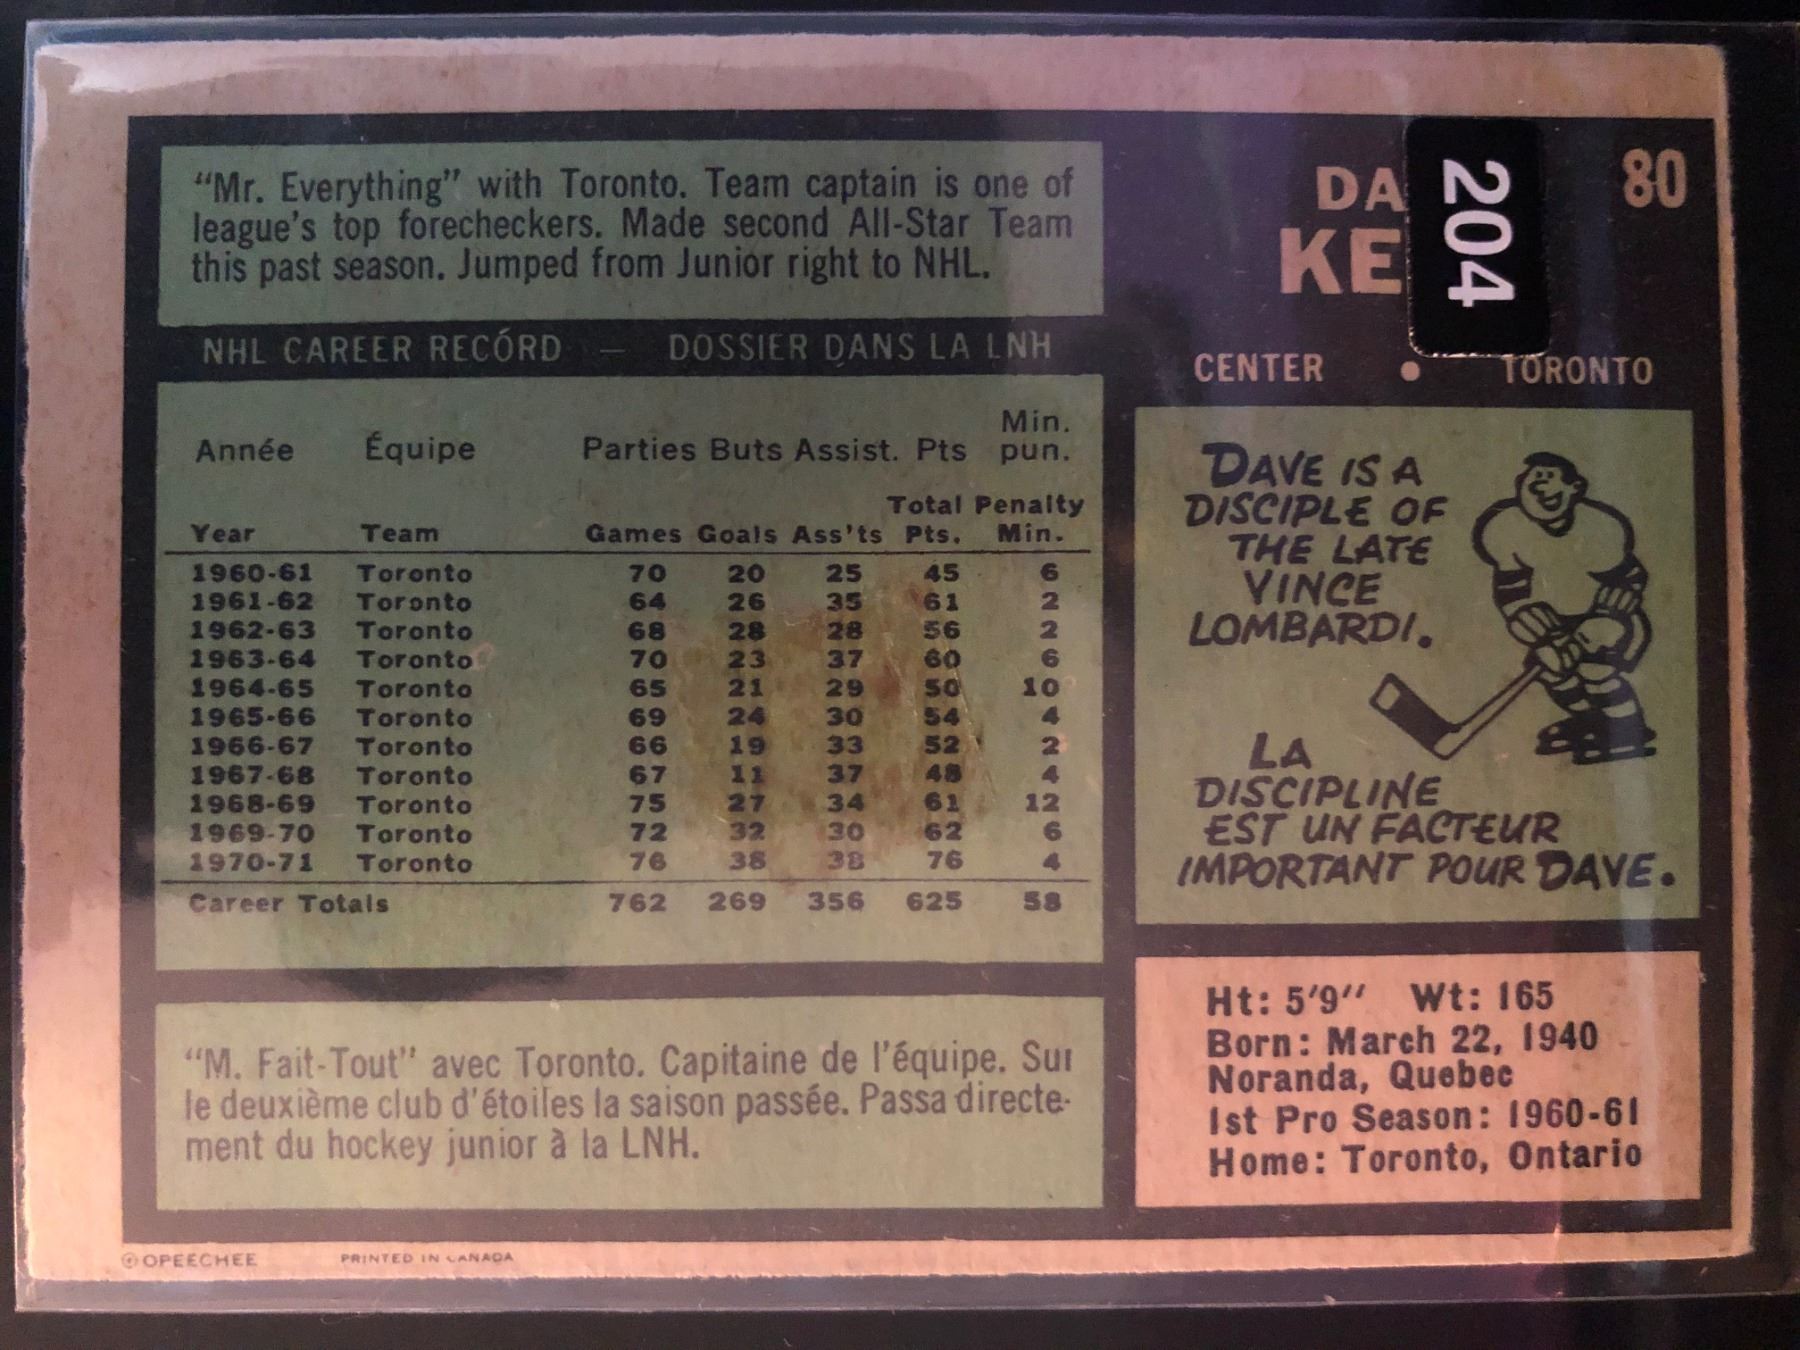 "Mr. Everything" with Toronto. Team captain is one of
league's top forecheckers. Made second All-Star Team
this past season. Jumped from Junior right to NHL.
NHL CAREER RECÓRD — DOSSIER DANS LA LNH
Année Équipe Parties Buts Assist. Pts Min. pun.
Year Team Games Goals Ass'ts Total Pts. Penalty Min.
1960-61 Toronto 70 20 25 45 6
1961-62 Toronto 64 26 35 61 2
1962-63 Toronto 68 28 28 56 2
1963-64 Toronto 70 23 37 60 6
1964-65 Toronto 65 21 29 50 10
1965-66 Toronto 69 24 30 54 4
1966-67 Toronto 66 19 33 52 2
1967-68 Toronto 67 11 37 48 4
1968-69 Toronto 75 27 34 61 12
1969-70 Toronto 72 32 30 62 6
1970-71 Toronto 76 38 38 76 4
Career Totals 762 269 356 625 58
"M. Fait-Tout" avec Toronto. Capitaine de l'équipe. Sur
le deuxième club d'étoiles la saison passée. Passa directe-
ment du hockey junior à la LNH.
©OPEECHEE PRINTED IN CANADA
DA
KE
204
80
CENTER • TORONTO
DAVE IS A
DISCIPLE OF
THE LATE
VINCE
LOMBARDI.
LA
DISCIPLINE
EST UN FACTEUR
IMPORTANT POUR DAVE.
Ht: 5'9" Wt: 165
Born: March 22, 1940
Noranda, Quebec
1st Pro Season: 1960-61
Home: Toronto, Ontario